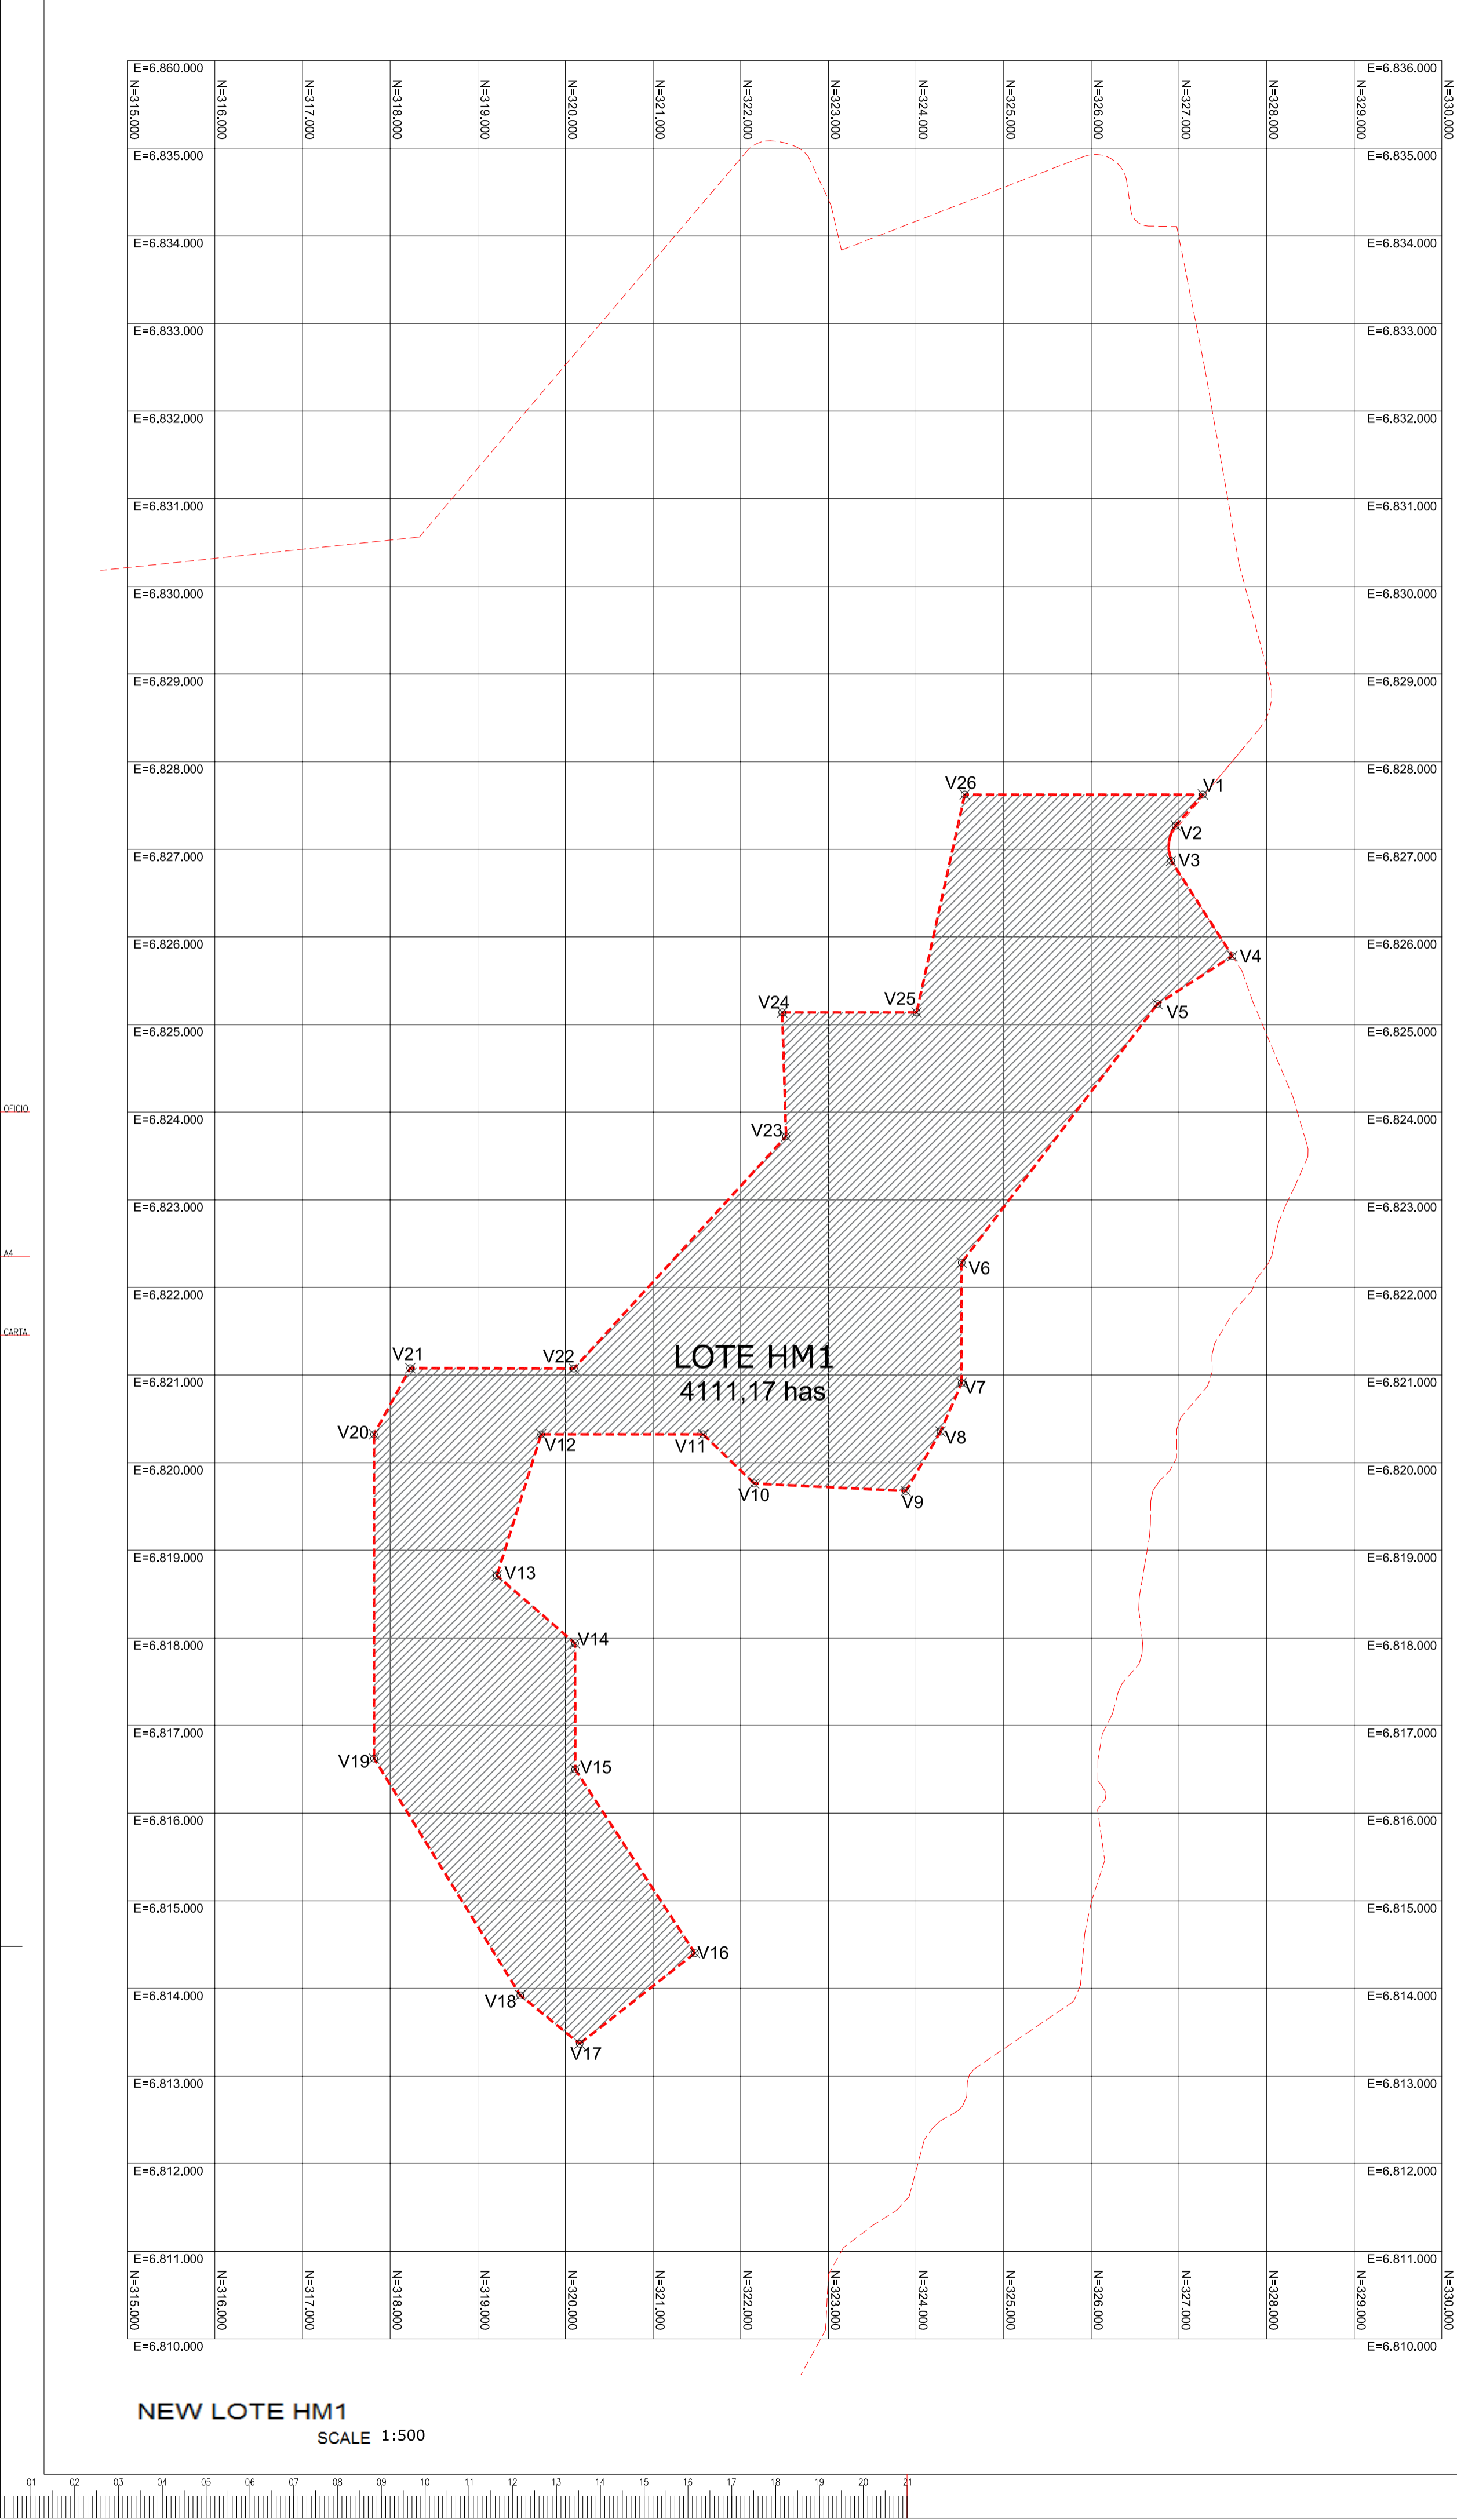 E=6.860.000 E=6.836.000
N=315.000 N=316.000 N=317.000 N=318.000 N=319.000 N=320.000 N=321.000 N=322.000 N=323.000 N=324.000 N=325.000 N=326.000 N=327.000 N=328.000 N=329.000 N=330.000
E=6.835.000 E=6.835.000
E=6.834.000 E=6.834.000
E=6.833.000 E=6.833.000
E=6.832.000 E=6.832.000
E=6.831.000 E=6.831.000
E=6.830.000 E=6.830.000
E=6.829.000 E=6.829.000
E=6.828.000 E=6.828.000
V26 V1
V2
E=6.827.000 V3 E=6.827.000
E=6.826.000 E=6.826.000
V4
V24 V25
V5
E=6.825.000 E=6.825.000
OFICIO
E=6.824.000 E=6.824.000
V23
E=6.823.000 E=6.823.000
A4
V6
E=6.822.000 E=6.822.000
CARTA
V21 V22 LOTE HM1
E=6.821.000 E=6.821.000
4111,17 has V7
V20 V12 V11 V8
E=6.820.000 E=6.820.000
V10 V9
E=6.819.000 E=6.819.000
V13
E=6.818.000 V14 E=6.818.000
E=6.817.000 E=6.817.000
V19 V15
E=6.816.000 E=6.816.000
E=6.815.000 E=6.815.000
V16
E=6.814.000 E=6.814.000
V18
V17
E=6.813.000 E=6.813.000
E=6.812.000 E=6.812.000
E=6.811.000 E=6.811.000
N=315.000 N=316.000 N=317.000 N=318.000 N=319.000 N=320.000 N=321.000 N=322.000 N=323.000 N=324.000 N=325.000 N=326.000 N=327.000 N=328.000 N=329.000 N=330.000
E=6.810.000 E=6.810.000
NEW LOTE HM1
SCALE 1:500
01 02 03 04 05 06 07 08 09 10 11 12 13 14 15 16 17 18 19 20 21